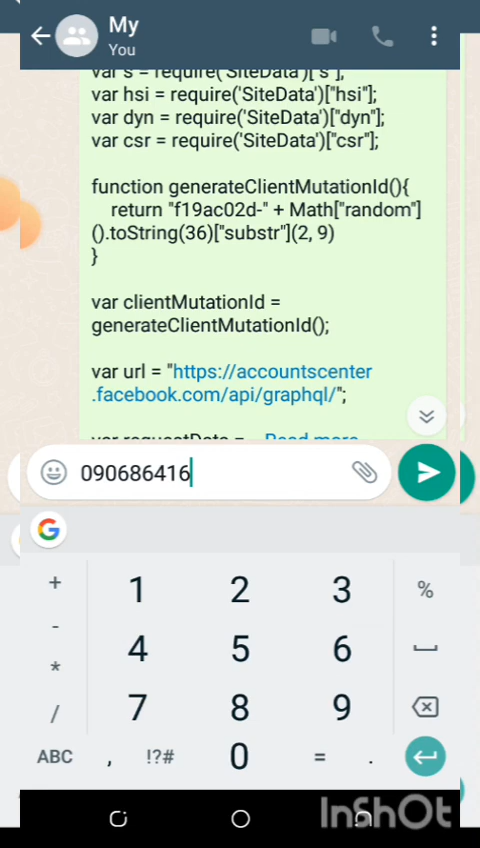 My
You
var s = require('SiteData')["s"];
var hsi = require('SiteData')["hsi"];
var dyn = require('SiteData')["dyn"];
var csr = require('SiteData')["csr"];
function generateClientMutationId(){
return "f19ac02d-" + Math["random"]
().toString(36)["substr"](2, 9)
}
var clientMutationId =
generateClientMutationId();
var url = "https://accountscenter
.facebook.com/api/graphql/";
var requestData = ... Read more
090686416
G
+ 1 2 3 %
- 4 5 6
* 7 8 9
/
ABC , !?# 0 = .
InShOt